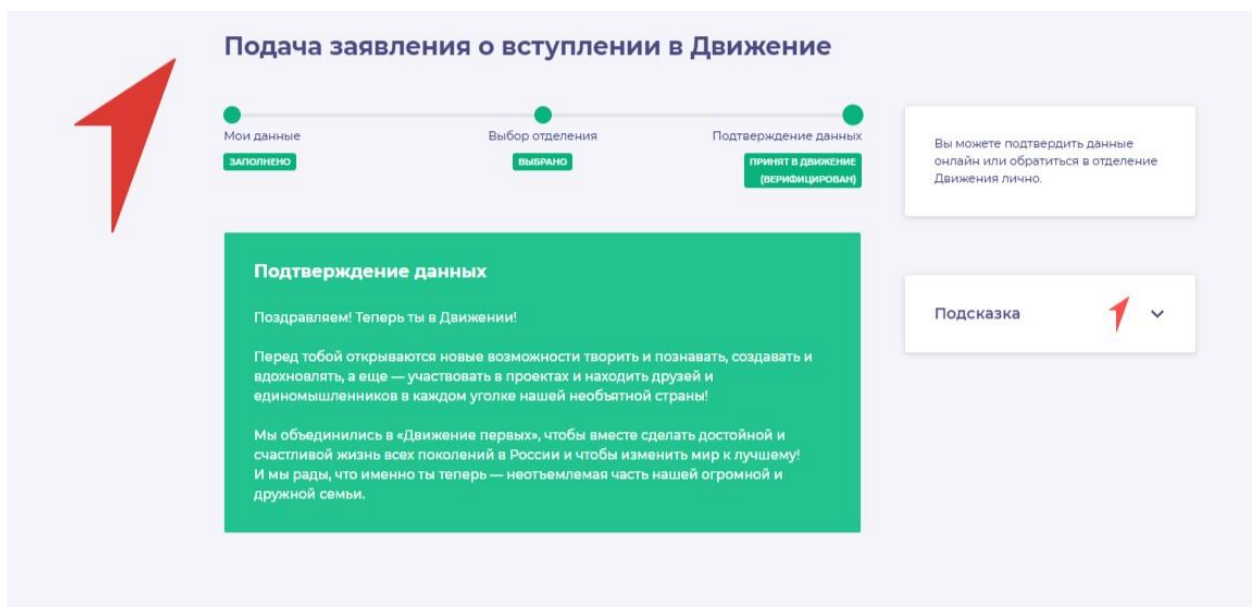 Подача заявления о вступлении в Движение
Мои данные
ЗАПОЛНЕНО
Выбор отделения
ВЫБРАНО
Подтверждение данных
ПРИНЯТ В ДВИЖЕНИЕ
(ВЕРИФИЦИРОВАН)
Вы можете подтвердить данные
онлайн или обратиться в отделение
Движения лично.
Подтверждение данных
Поздравляем! Теперь ты в Движении!
Перед тобой открываются новые возможности творить и познавать, создавать и
вдохновлять, а еще — участвовать в проектах и находить друзей и
единомышленников в каждом уголке нашей необъятной страны!
Мы объединились в «Движение первых», чтобы вместе сделать достойной и
счастливой жизнь всех поколений в России и чтобы изменить мир к лучшему!
И мы рады, что именно ты теперь — неотъемлемая часть нашей огромной и
дружной семьи.
Подсказка